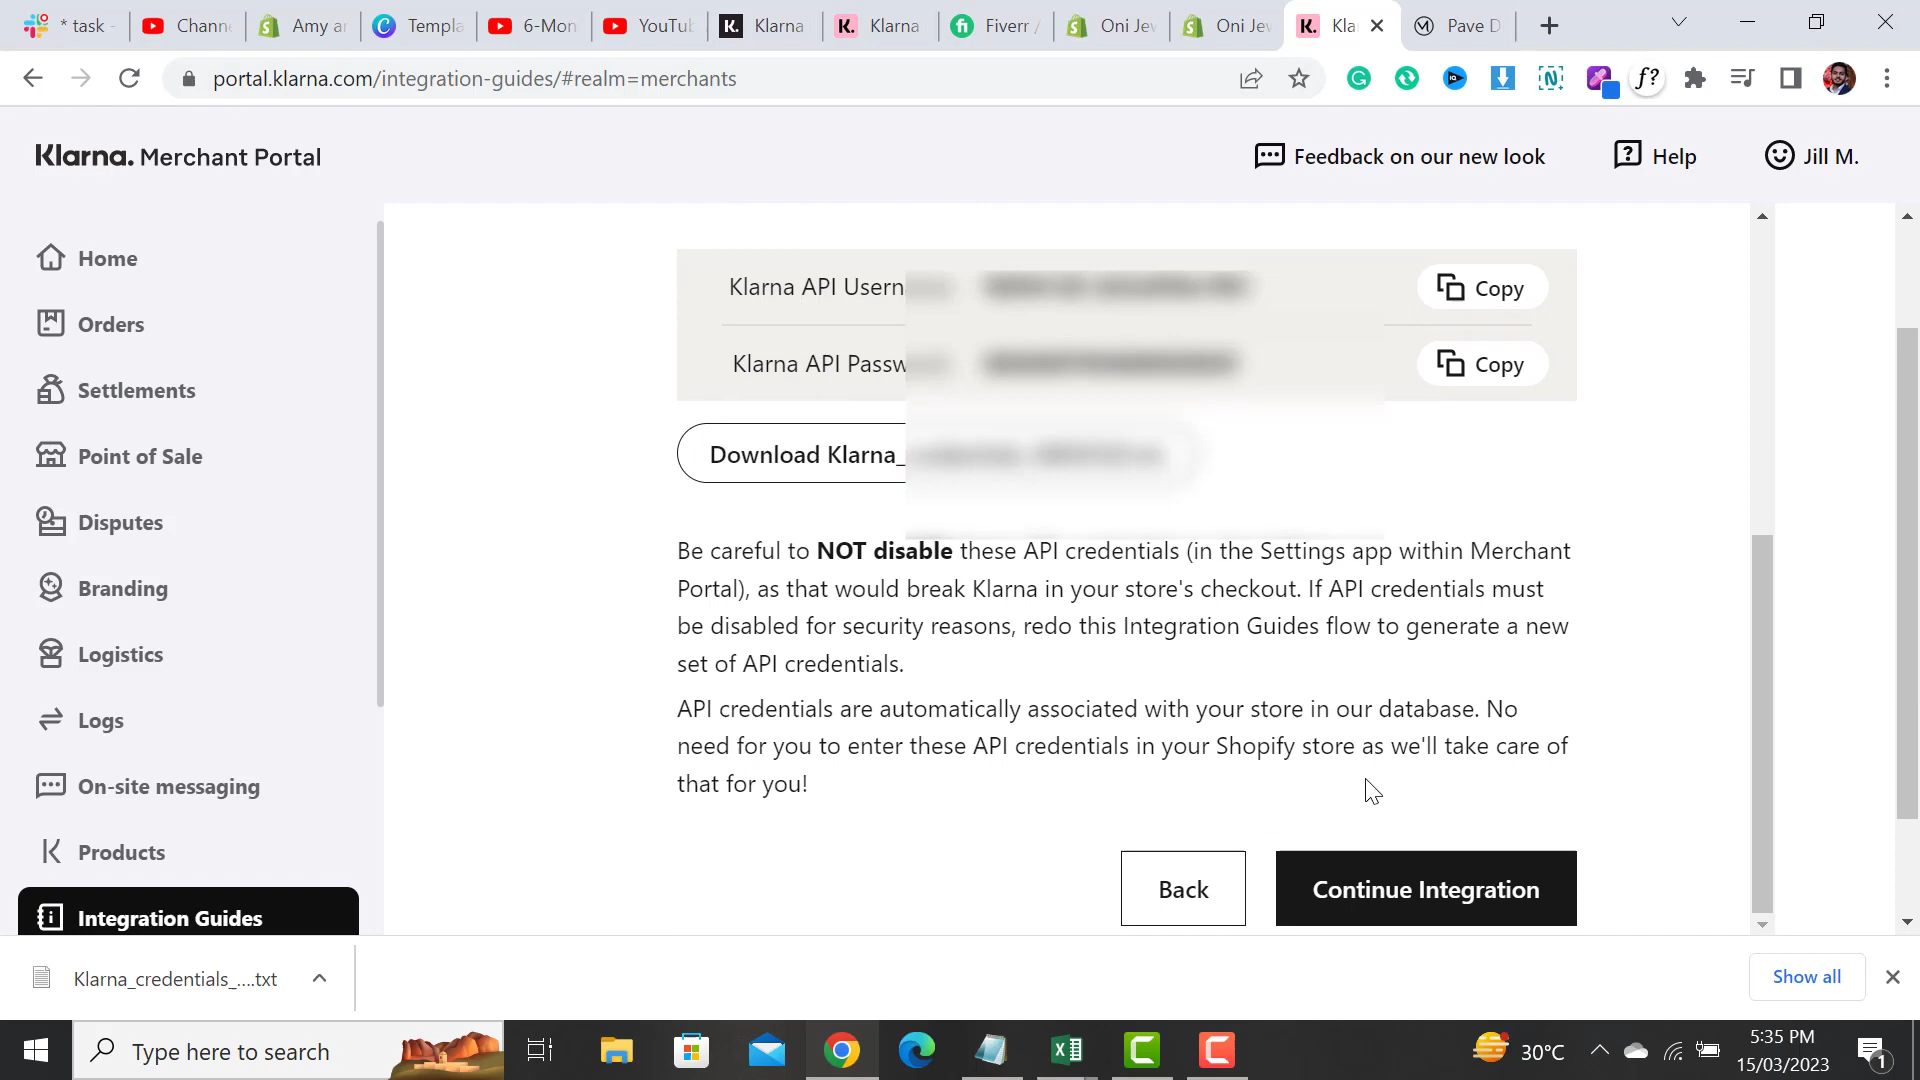 * task
Chann
Amy ar
Templa
6-Mon
YouTu
Klarna
Klarna
Fiverr /
Oni Jew
Oni Jew
Kla
Pave D
portal.klarna.com/integration-guides/#realm=merchants
Klarna. Merchant Portal
Feedback on our new look
Help
Jill M.
Home
Orders
Settlements
Point of Sale
Disputes
Branding
Logistics
Logs
On-site messaging
Products
Integration Guides
Klarna API Usern
Copy
Klarna API Passw
Copy
Download Klarna_
Be careful to NOT disable these API credentials (in the Settings app within Merchant
Portal), as that would break Klarna in your store's checkout. If API credentials must
be disabled for security reasons, redo this Integration Guides flow to generate a new
set of API credentials.
API credentials are automatically associated with your store in our database. No
need for you to enter these API credentials in your Shopify store as we'll take care of
that for you!
Back
Continue Integration
Klarna_credentials_....txt
Show all
Type here to search
30°C
5:35 PM
15/03/2023
1